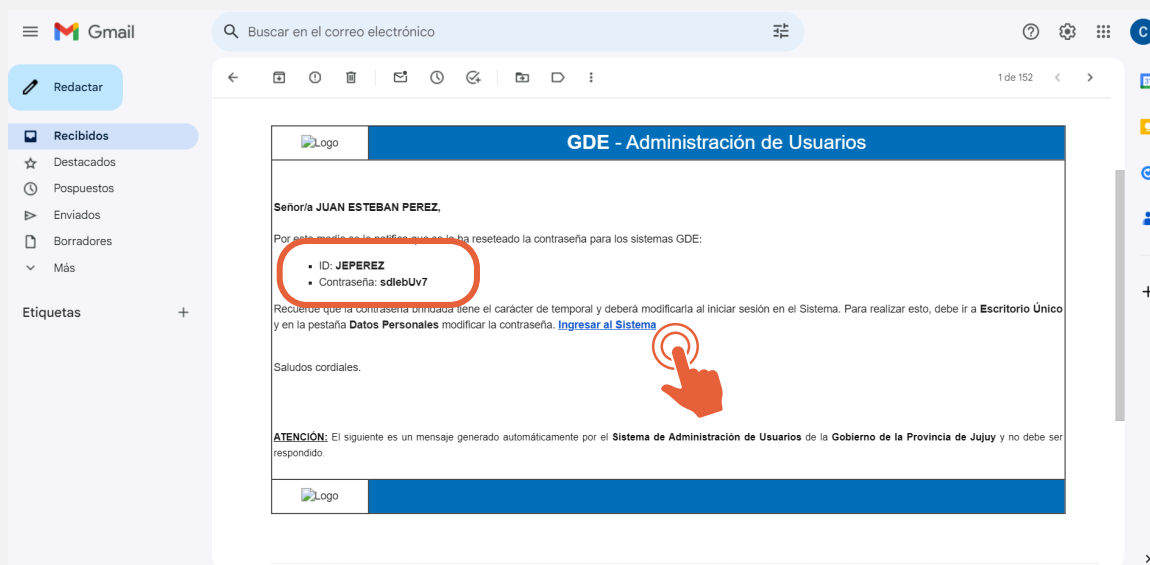 Gmail
Buscar en el correo electrónico
C
Redactar
1 de 152
Recibidos
Destacados
Pospuestos
Enviados
Borradores
Más
Etiquetas
Logo
GDE - Administración de Usuarios
Señor/a JUAN ESTEBAN PEREZ,
Por este medio se le notifica que se le ha reseteado la contraseña para los sistemas GDE:
ID: JEPEREZ
Contraseña: sdlebUv7
Recuerde que la contraseña brindada tiene el carácter de temporal y deberá modificarla al iniciar sesión en el Sistema. Para realizar esto, debe ir a Escritorio Único
y en la pestaña Datos Personales modificar la contraseña. Ingresar al Sistema
Saludos cordiales.
ATENCIÓN: El siguiente es un mensaje generado automáticamente por el Sistema de Administración de Usuarios de la Gobierno de la Provincia de Jujuy y no debe ser
respondido.
Logo